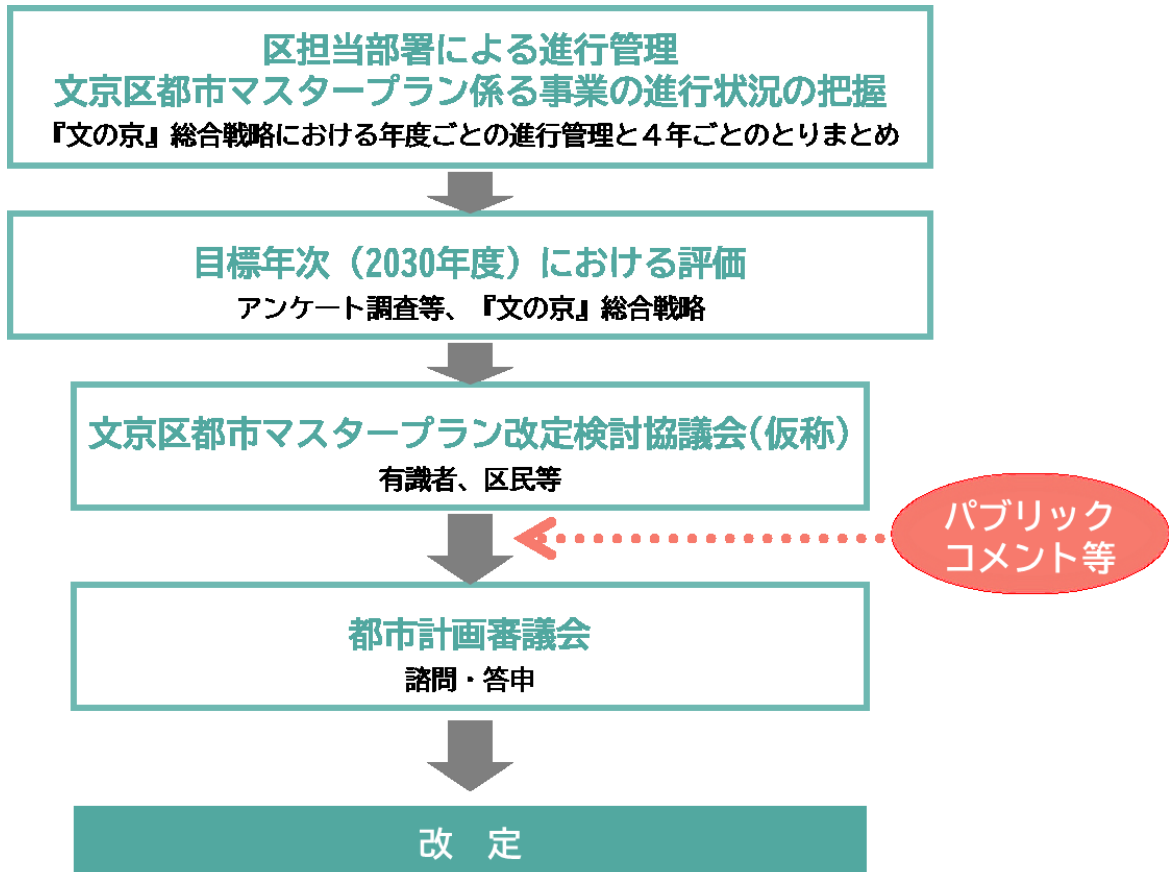 区担当部署による進行管理
文京区都市マスタープラン係る事業の進行状況の把握
『文の京』総合戦略における年度ごとの進行管理と４年ごとのとりまとめ
目標年次（2030年度）における評価
アンケート調査等、『文の京』総合戦略
文京区都市マスタープラン改定検討協議会(仮称)
有識者、区民等
パブリック
コメント等
都市計画審議会
諮問・答申
改　定